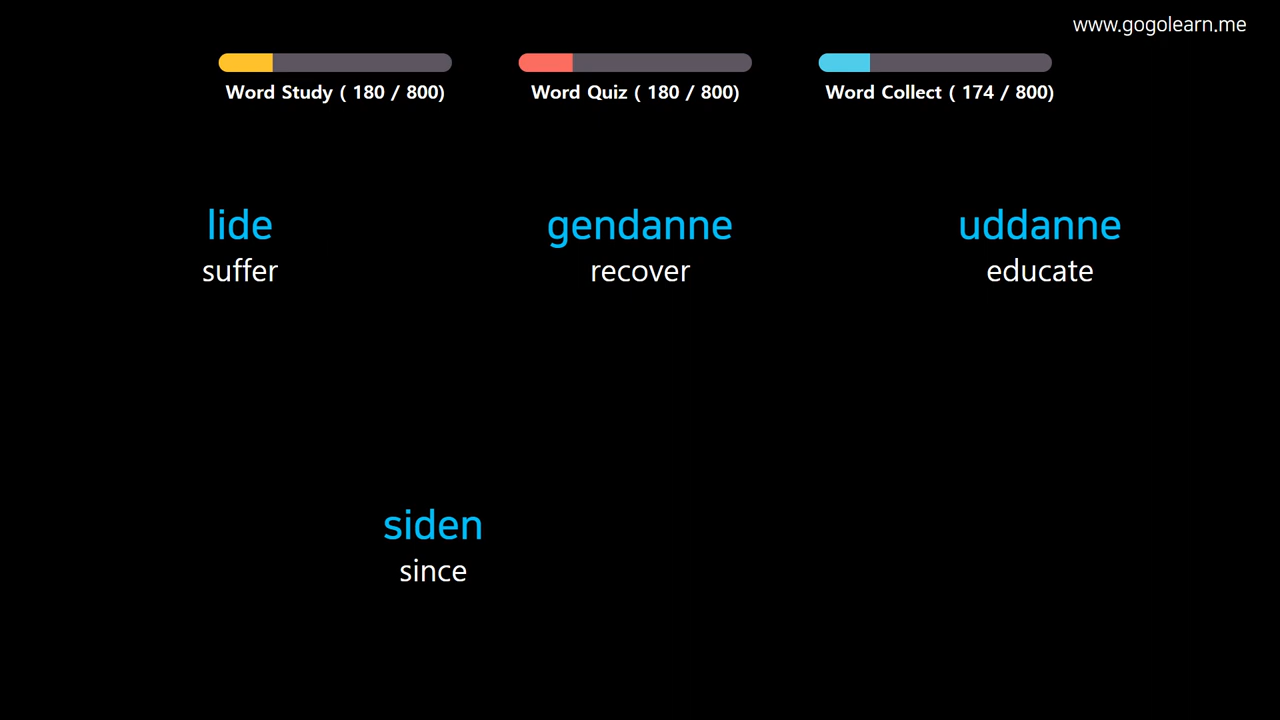 www.gogolearn.me
Word Study ( 180 / 800)
Word Quiz ( 180 / 800)
Word Collect ( 174 / 800)
lide
suffer
gendanne
recover
uddanne
educate
siden
since